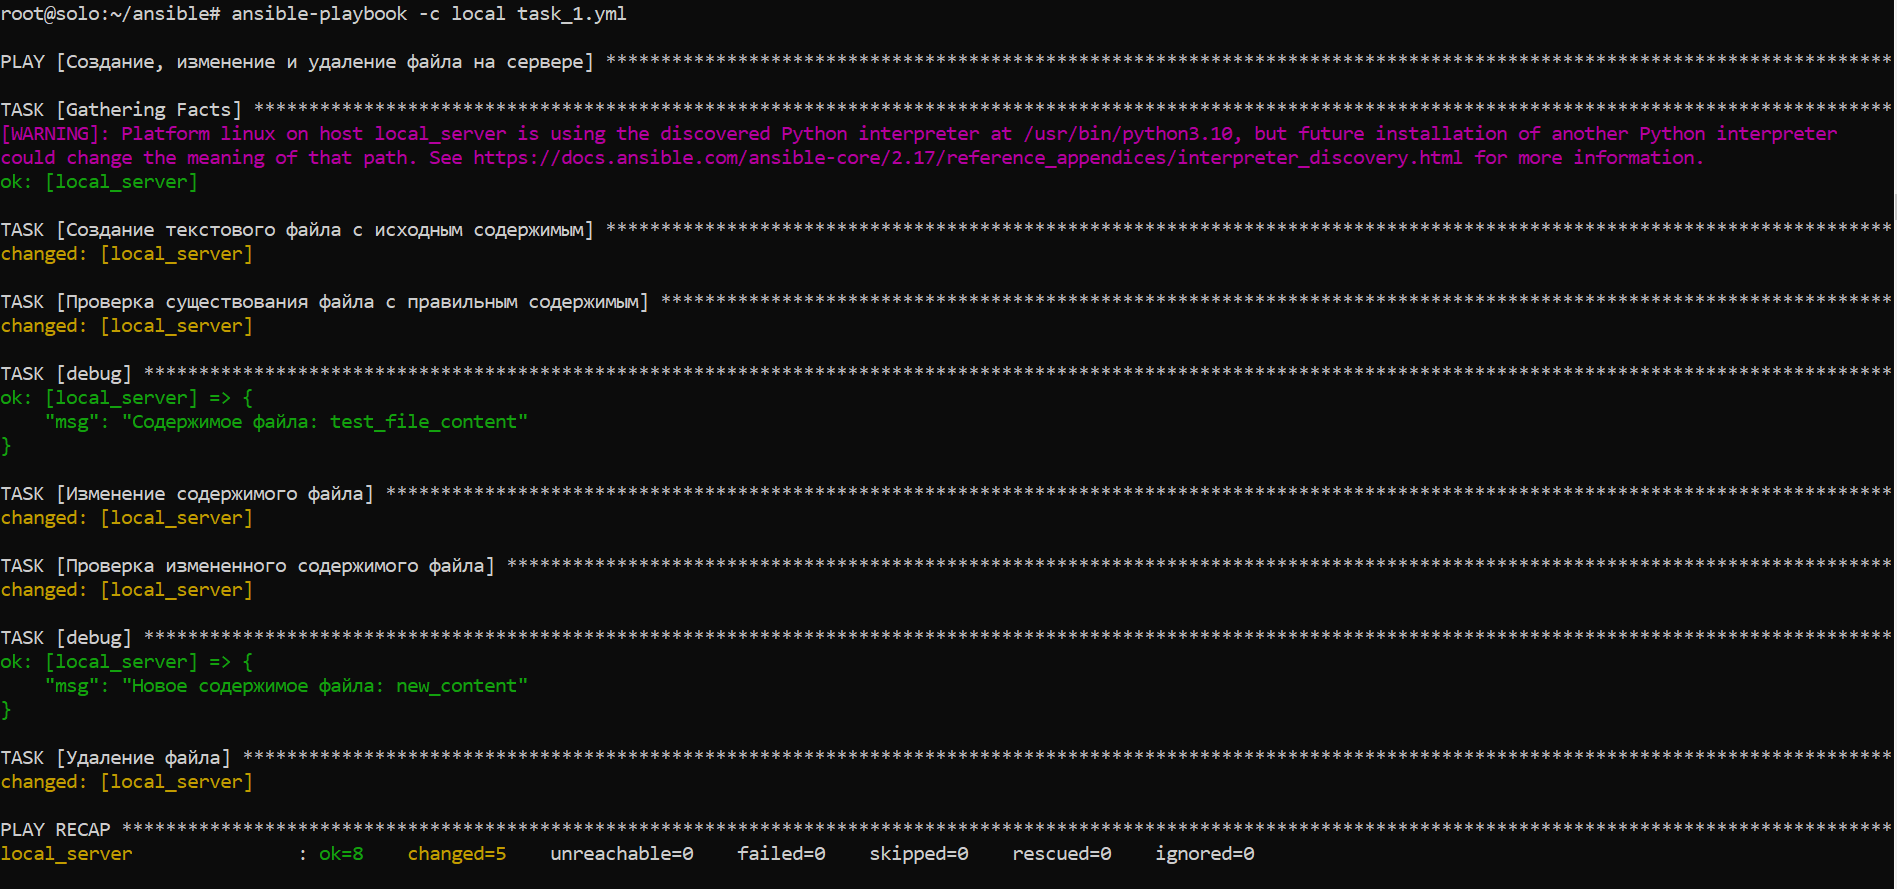 root@solo:~/ansible# ansible-playbook -c local task_1.yml
PLAY [Создание, изменение и удаление файла на сервере] *********************************************************************************************************************
TASK [Gathering Facts] *****************************************************************************************************************************************************
[WARNING]: Platform linux on host local_server is using the discovered Python interpreter at /usr/bin/python3.10, but future installation of another Python interpreter
could change the meaning of that path. See https://docs.ansible.com/ansible-core/2.17/reference_appendices/interpreter_discovery.html for more information.
ok: [local_server]
TASK [Создание текстового файла с исходным содержимым] *********************************************************************************************************************
changed: [local_server]
TASK [Проверка существования файла с правильным содержимым] ****************************************************************************************************************
changed: [local_server]
TASK [debug] ***************************************************************************************************************************************************************
ok: [local_server] => {
    "msg": "Содержимое файла: test_file_content"
}
TASK [Изменение содержимого файла] *****************************************************************************************************************************************
changed: [local_server]
TASK [Проверка измененного содержимого файла] ******************************************************************************************************************************
changed: [local_server]
TASK [debug] ***************************************************************************************************************************************************************
ok: [local_server] => {
    "msg": "Новое содержимое файла: new_content"
}
TASK [Удаление файла] ******************************************************************************************************************************************************
changed: [local_server]
PLAY RECAP *****************************************************************************************************************************************************************
local_server               : ok=8    changed=5    unreachable=0    failed=0    skipped=0    rescued=0    ignored=0